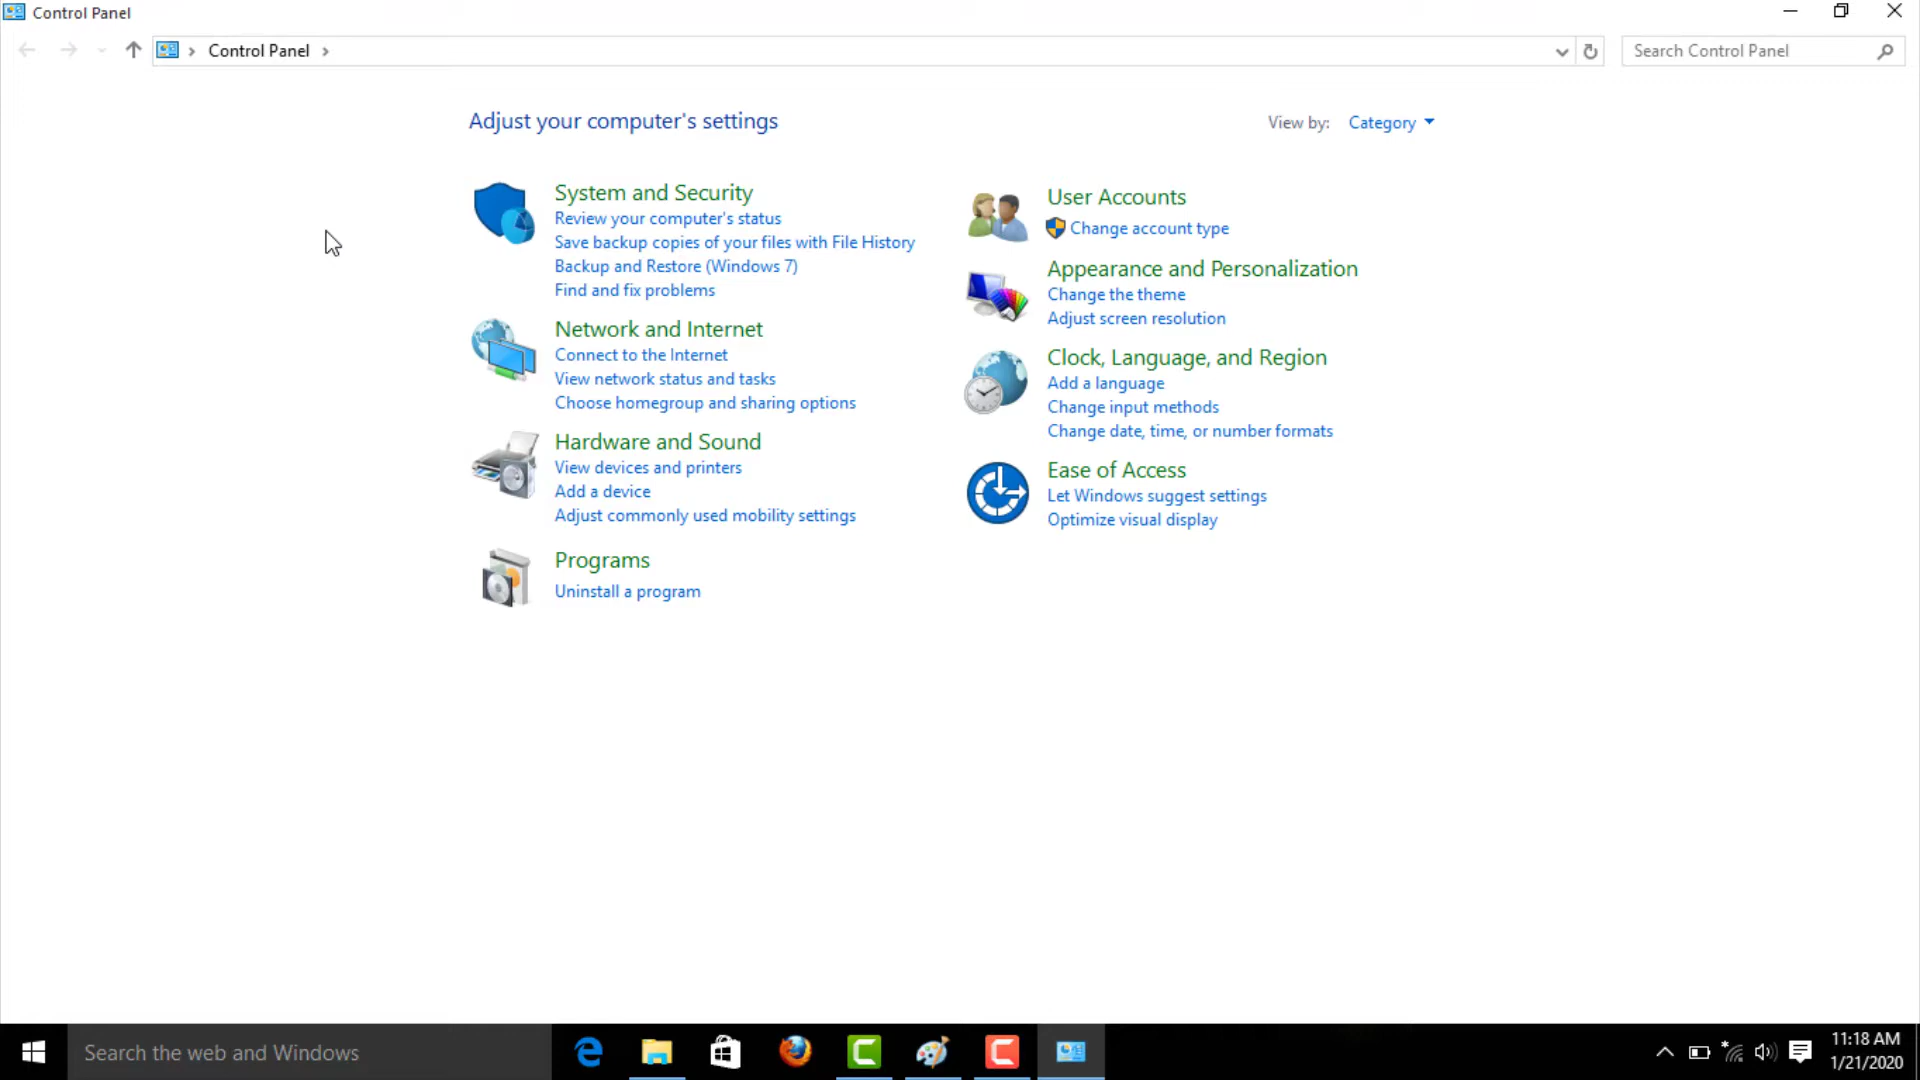 Control Panel
Control Panel
Search Control Panel
Adjust your computer's settings
View by: Category
System and Security
Review your computer's status
Save backup copies of your files with File History
Backup and Restore (Windows 7)
Find and fix problems
Network and Internet
Connect to the Internet
View network status and tasks
Choose homegroup and sharing options
Hardware and Sound
View devices and printers
Add a device
Adjust commonly used mobility settings
Programs
Uninstall a program
User Accounts
Change account type
Appearance and Personalization
Change the theme
Adjust screen resolution
Clock, Language, and Region
Add a language
Change input methods
Change date, time, or number formats
Ease of Access
Let Windows suggest settings
Optimize visual display
Search the web and Windows
11:18 AM
1/21/2020